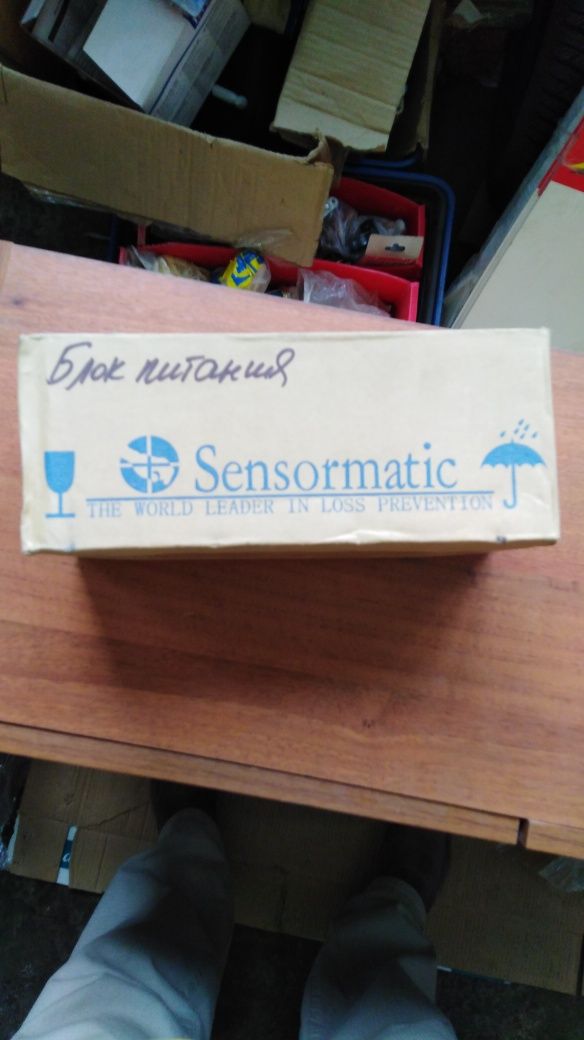 Блок питания
Sensormatic
THE WORLD LEADER IN LOSS PREVENTION